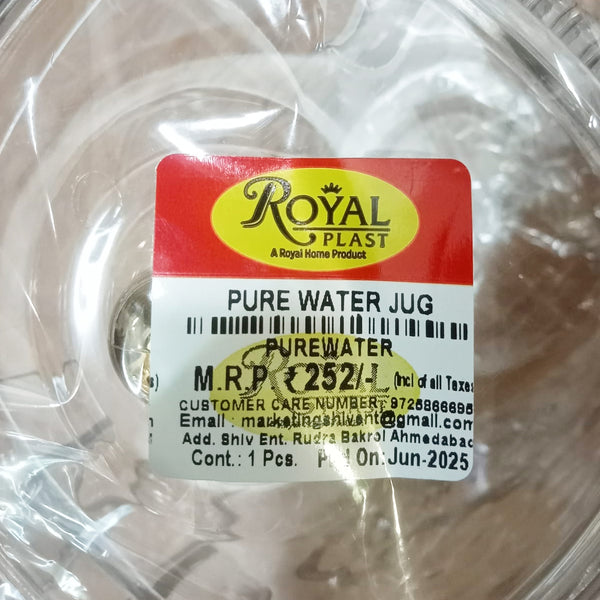 ROYAL
PLAST
A Royal Home Product
PURE WATER JUG
PUREWATER
M.R.P. ₹252/- (Incl of all Taxes
CUSTOMER CARE NUMBER:
Email: @gmail.com
Add. Shiv Ent. Rudra Bakrol Ahmedabad
Cont.: 1 Pcs. On:Jun-2025